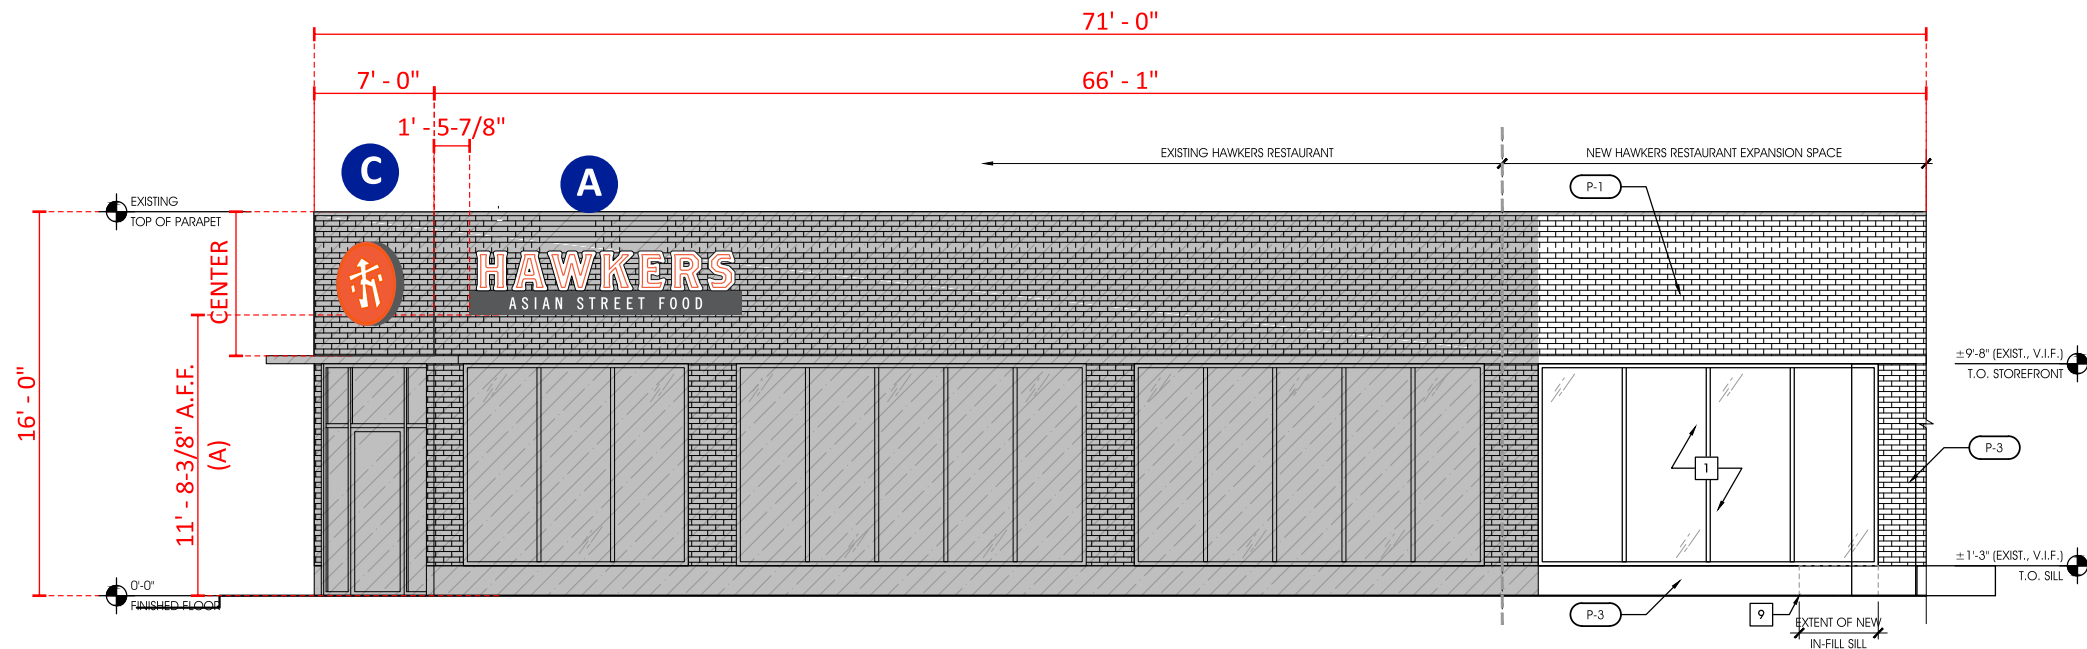 71' - 0"
7' - 0"
66' - 1"
1' - 5-7/8"
C
A
EXISTING HAWKERS RESTAURANT
NEW HAWKERS RESTAURANT EXPANSION SPACE
P-1
EXISTING
TOP OF PARAPET
CENTER
HAWKERS
ASIAN STREET FOOD
16' - 0"
11' - 8-3/8" A.F.F.
(A)
±9'-8" (EXIST., V.I.F.)
T.O. STOREFRONT
P-3
1
±1'-3" (EXIST., V.I.F.)
T.O. SILL
0'-0"
FINISHED FLOOR
P-3
9
EXTENT OF NEW
IN-FILL SILL